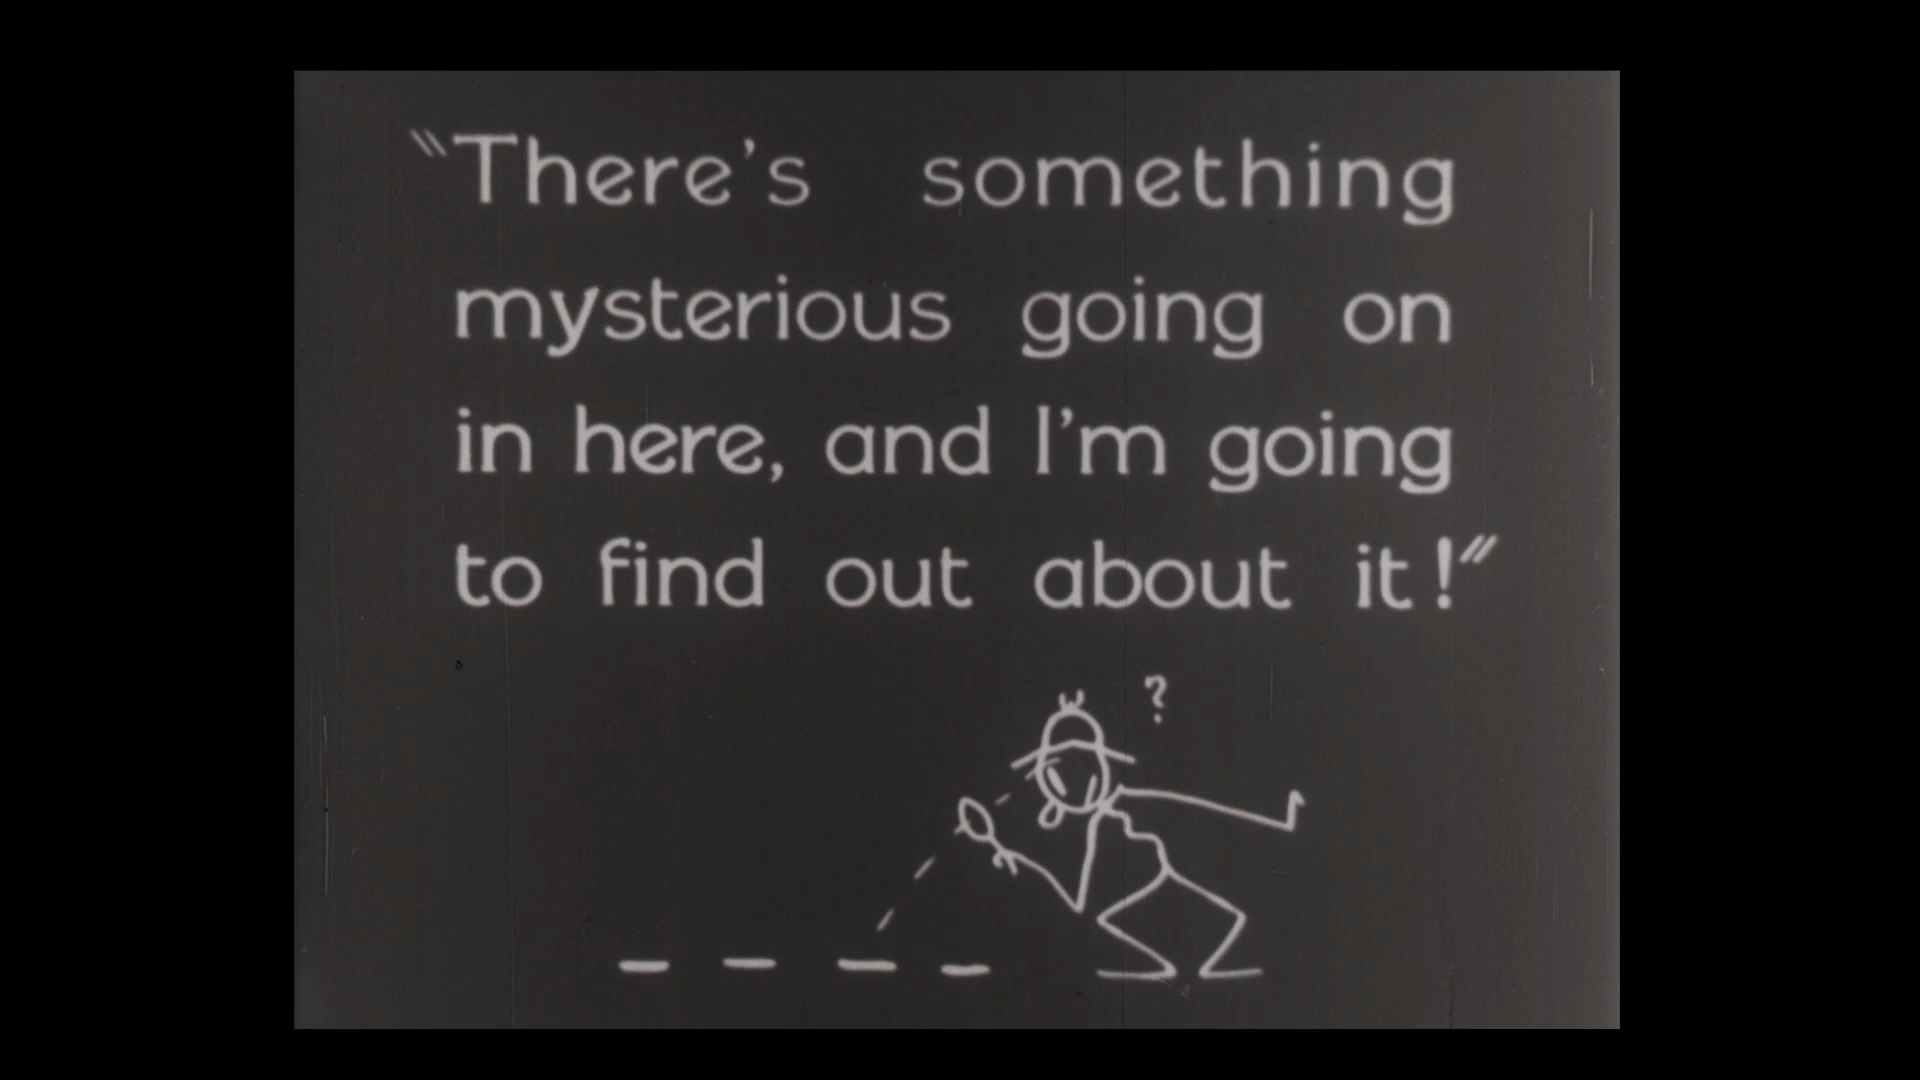 "There's something
mysterious going on
in here, and I'm going
to find out about it!"
?